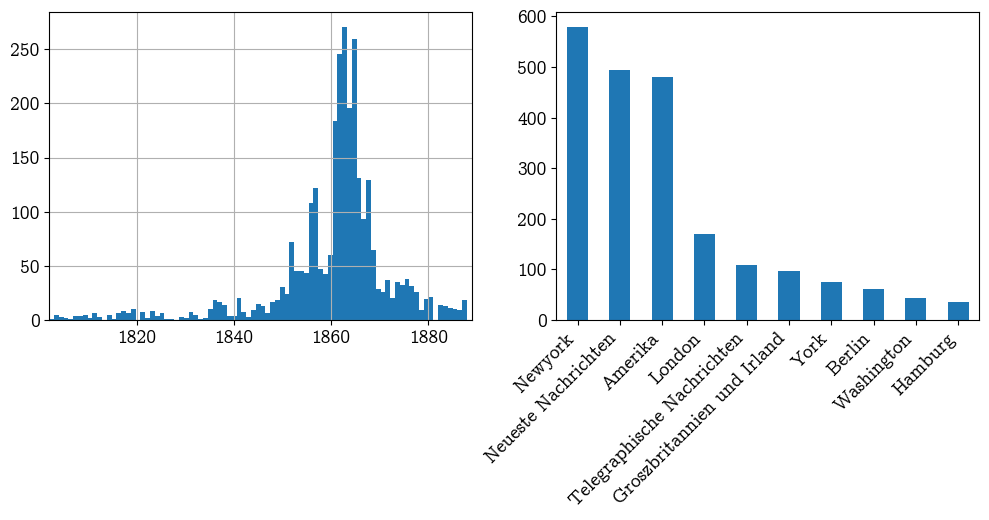 250
200
150
100
50
0
1820 1840 1860 1880
600
500
400
300
200
100
0
Newyork
Neueste Nachrichten
Amerika
London
Telegraphische Nachrichten
Groszbritannien und Irland
York
Berlin
Washington
Hamburg